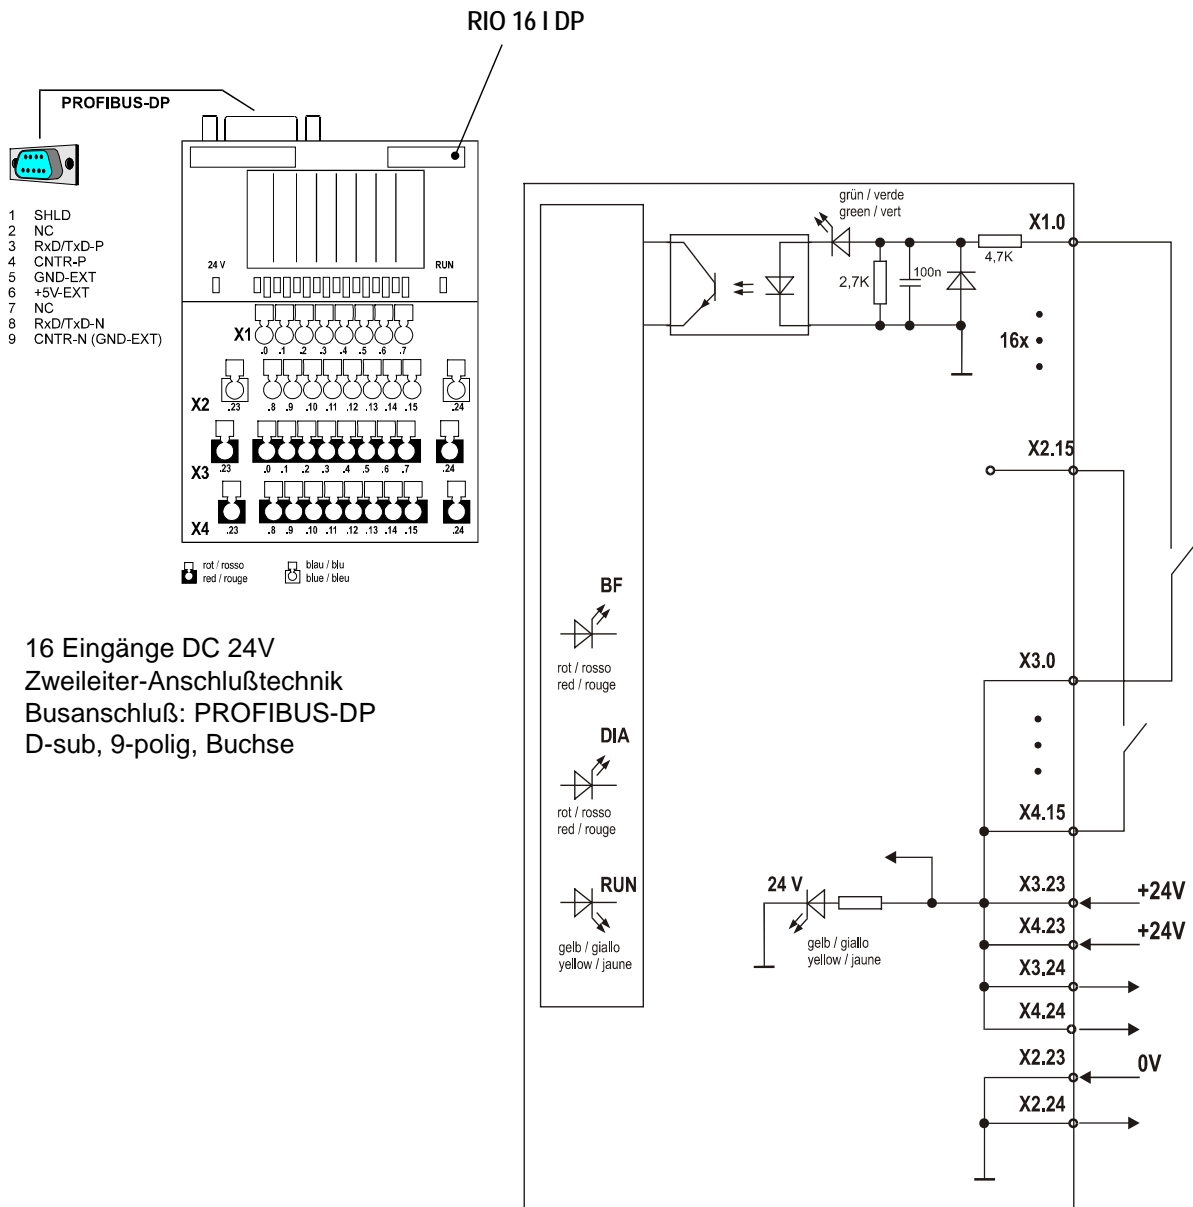 RIO 16 I DP
PROFIBUS-DP
1 SHLD
2 NC
3 RxD/TxD-P
4 CNTR-P
5 GND-EXT
6 +5V-EXT
7 NC
8 RxD/TxD-N
9 CNTR-N (GND-EXT)
24 V
RUN
X1
.0 .1 .2 .3 .4 .5 .6 .7
X2
.23 .8 .9 .10 .11 .12 .13 .14 .15 .24
X3
.23 .0 .1 .2 .3 .4 .5 .6 .7 .24
X4
.23 .8 .9 .10 .11 .12 .13 .14 .15 .24
rot / rosso
red / rouge
blau / blu
blue / bleu
16 Eingänge DC 24V
Zweileiter-Anschlußtechnik
Busanschluß: PROFIBUS-DP
D-sub, 9-polig, Buchse
grün / verde
green / vert
X1.0
4,7K
2,7K
100n
16x
X2.15
BF
rot / rosso
red / rouge
X3.0
DIA
rot / rosso
red / rouge
X4.15
RUN
gelb / giallo
yellow / jaune
24 V
gelb / giallo
yellow / jaune
X3.23
+24V
X4.23
+24V
X3.24
X4.24
X2.23
0V
X2.24